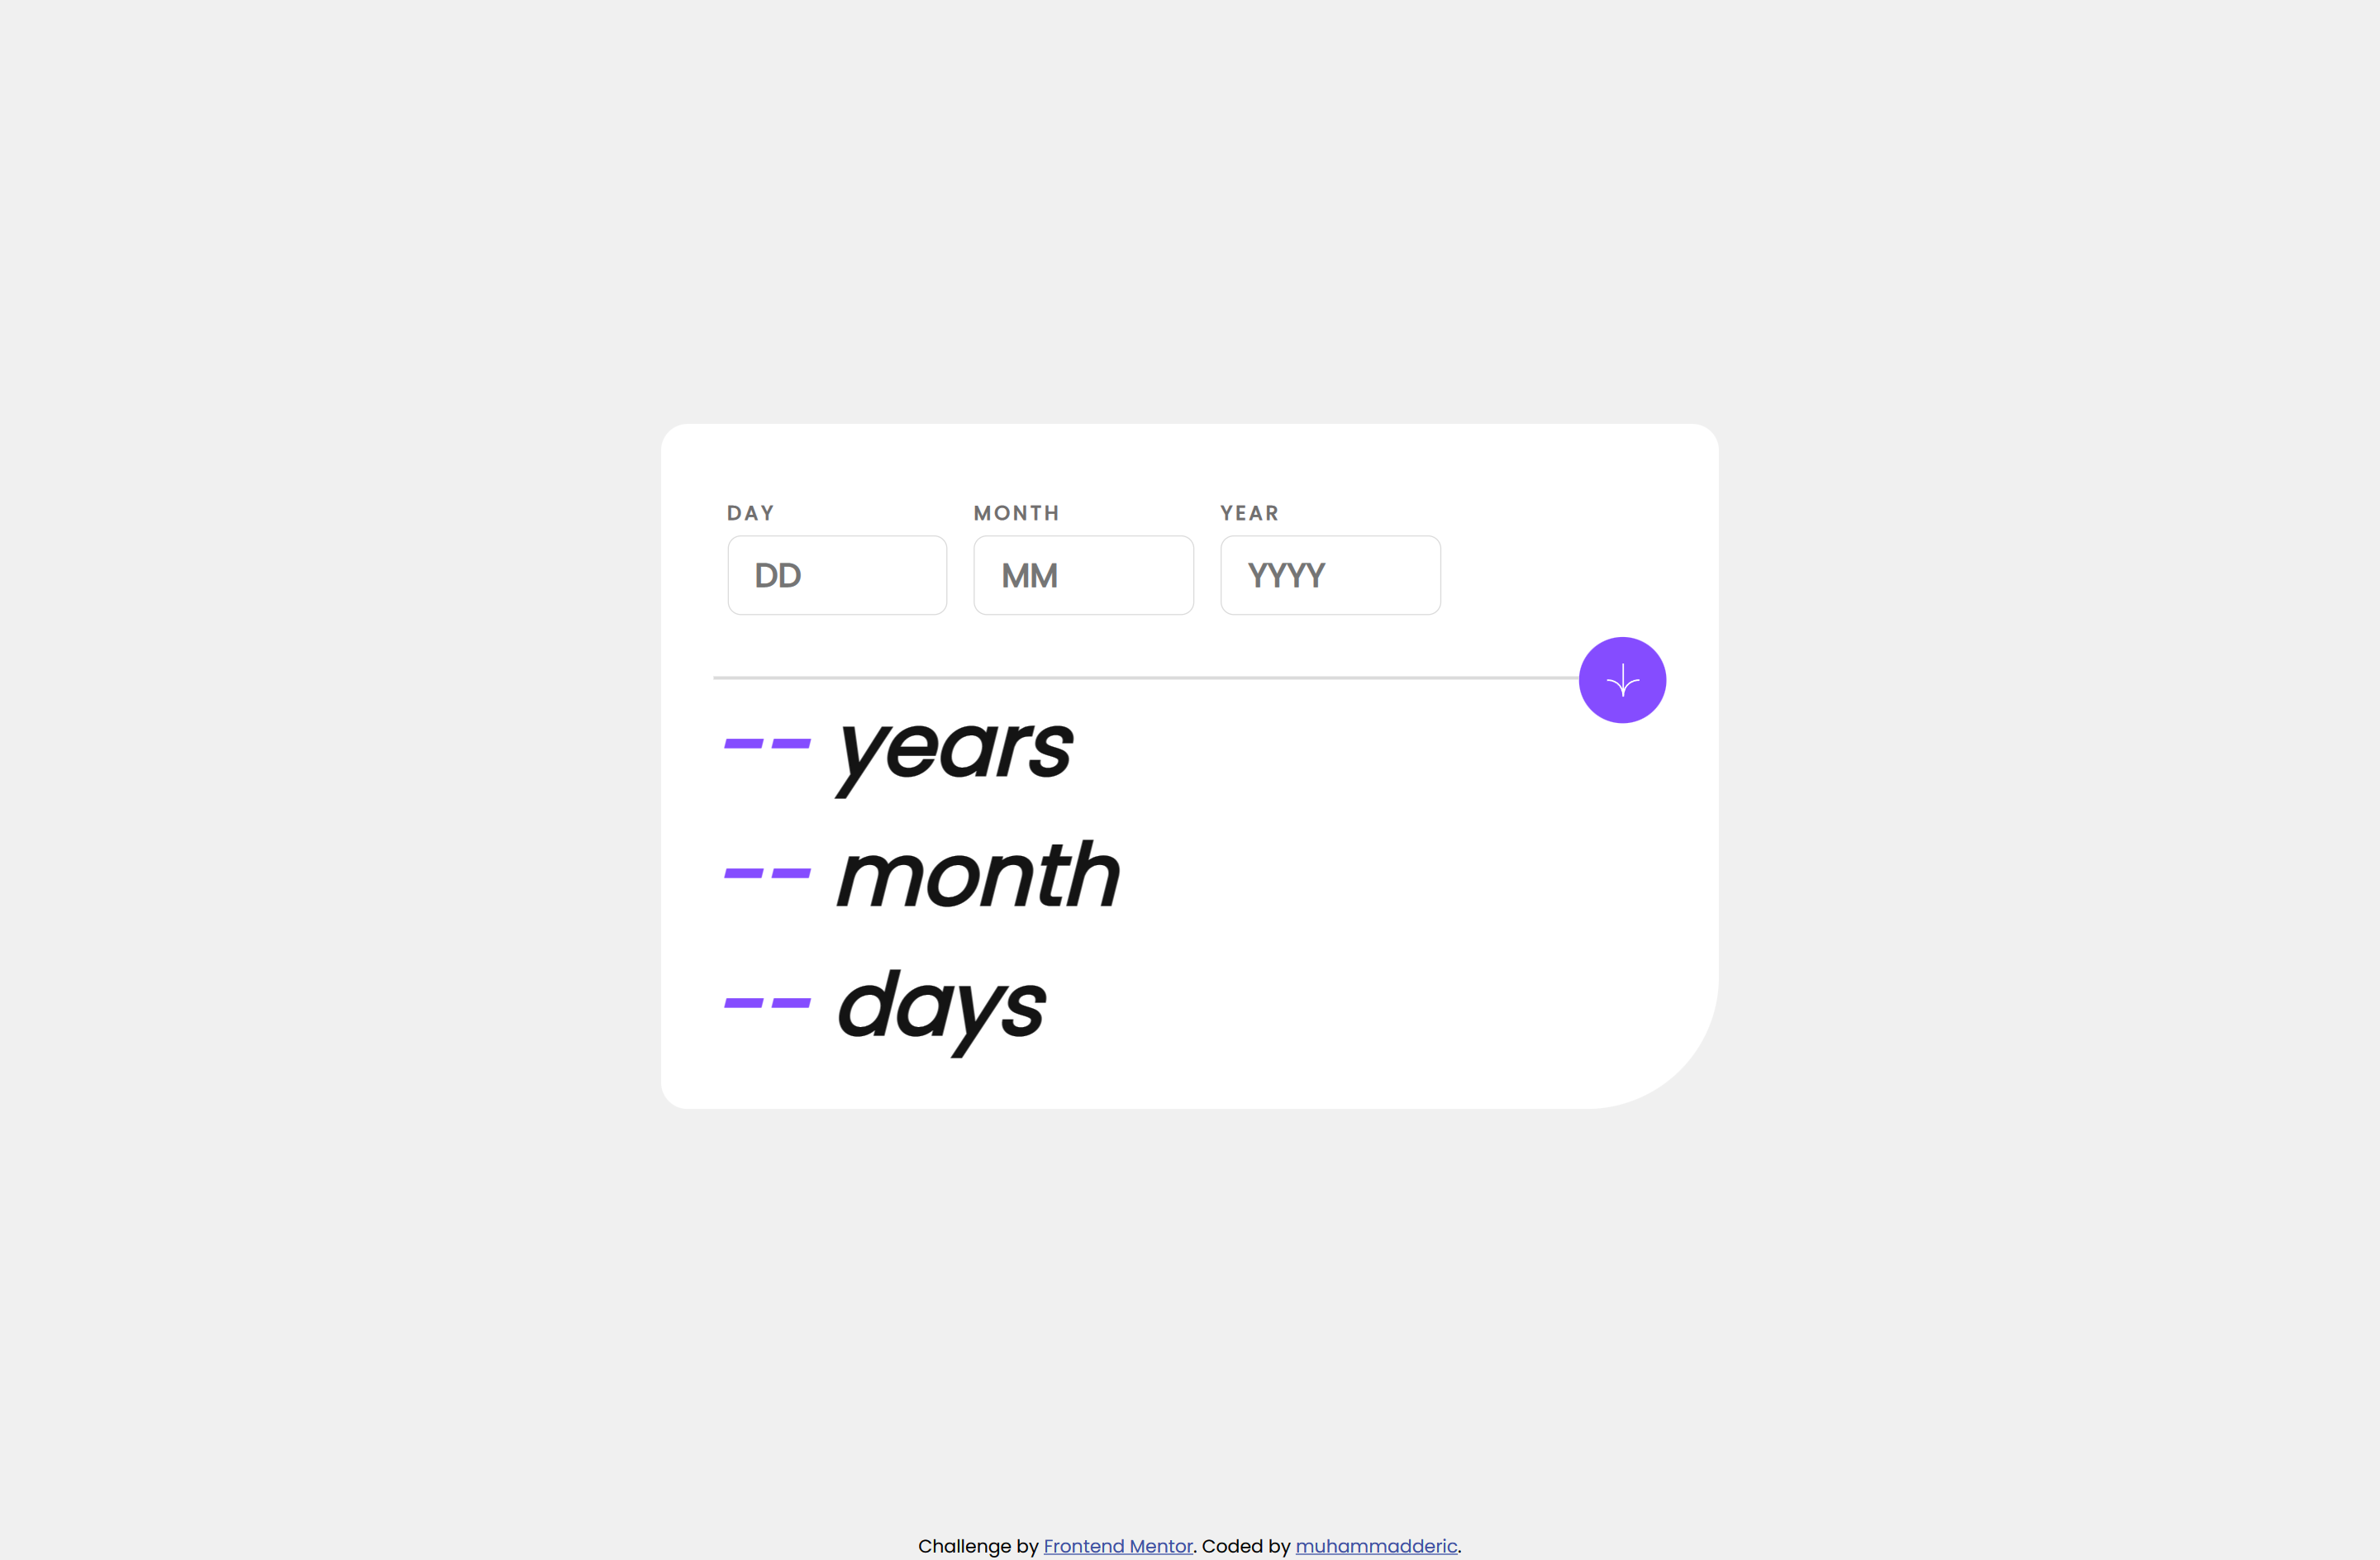 DAY MONTH YEAR
DD MM YYYY
-- years
-- month
-- days
Challenge by Frontend Mentor. Coded by muhammadderic.